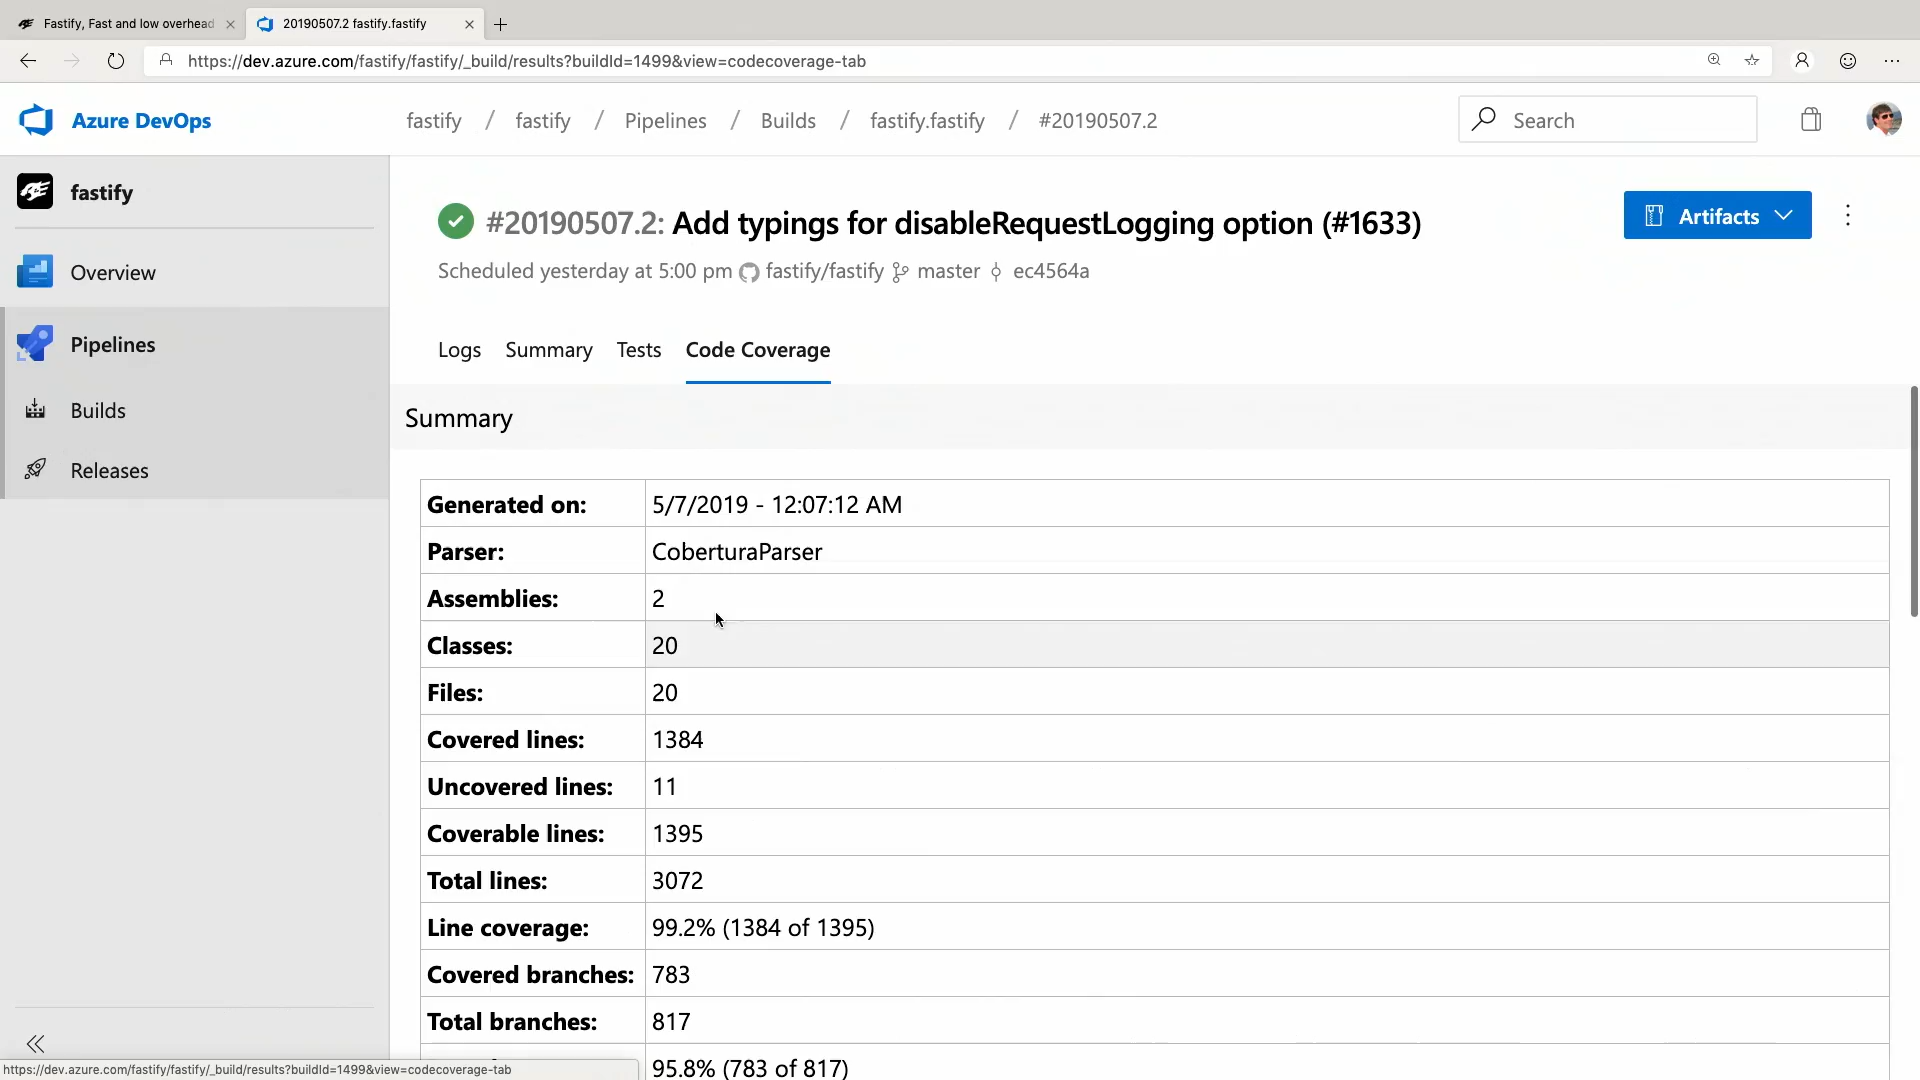 Fastify, Fast and low overhead
20190507.2 fastify.fastify
https://dev.azure.com/fastify/fastify/_build/results?buildId=1499&view=codecoverage-tab
Azure DevOps
fastify / fastify / Pipelines / Builds / fastify.fastify / #20190507.2
Search
fastify
Overview
Pipelines
Builds
Releases
#20190507.2: Add typings for disableRequestLogging option (#1633)
Artifacts
Scheduled yesterday at 5:00 pm fastify/fastify master ec4564a
Logs Summary Tests Code Coverage
Summary
Generated on: 5/7/2019 - 12:07:12 AM
Parser: CoberturaParser
Assemblies: 2
Classes: 20
Files: 20
Covered lines: 1384
Uncovered lines: 11
Coverable lines: 1395
Total lines: 3072
Line coverage: 99.2% (1384 of 1395)
Covered branches: 783
Total branches: 817
95.8% (783 of 817)
https://dev.azure.com/fastify/fastify/_build/results?buildId=1499&view=codecoverage-tab